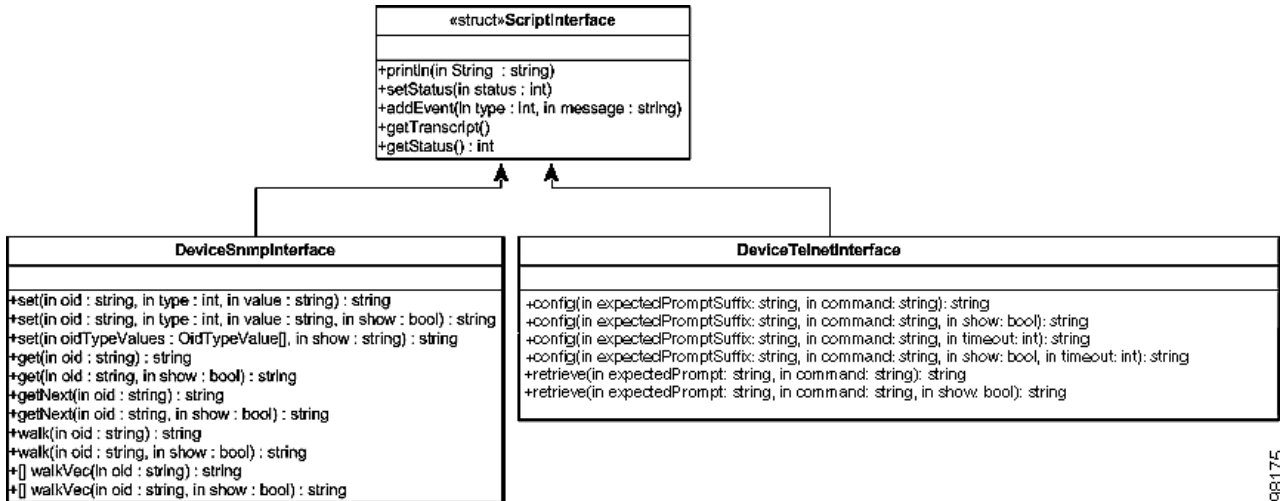 «struct»ScriptInterface
+println(in String : string)
+setStatus(in status : int)
+addEvent(in type : int, in message : string)
+getTranscript()
+getStatus() : int
DeviceSnmpInterface
+set(in oid : string, in type : int, in value : string) : string
+set(in oid : string, in type : int, in value : string, in show : bool) : string
+set(in oidTypeValues : OidTypeValue[], in show : string) : string
+get(in oid : string) : string
+get(in oid : string, in show : bool) : string
+getNext(in oid : string) : string
+getNext(in oid : string, in show : bool) : string
+walk(in oid : string) : string
+walk(in oid : string, in show : bool) : string
+[] walkVec(in oid : string) : string
+[] walkVec(in oid : string, in show : bool) : string
DeviceTelnetInterface
+config(in expectedPromptSuffix: string, in command: string): string
+config(in expectedPromptSuffix: string, in command: string, in show: bool): string
+config(in expectedPromptSuffix: string, in command: string, in timeout: int): string
+config(in expectedPromptSuffix: string, in command: string, in show: bool, in timeout: int): string
+retrieve(in expectedPrompt: string, in command: string): string
+retrieve(in expectedPrompt: string, in command: string, in show: bool): string
98175